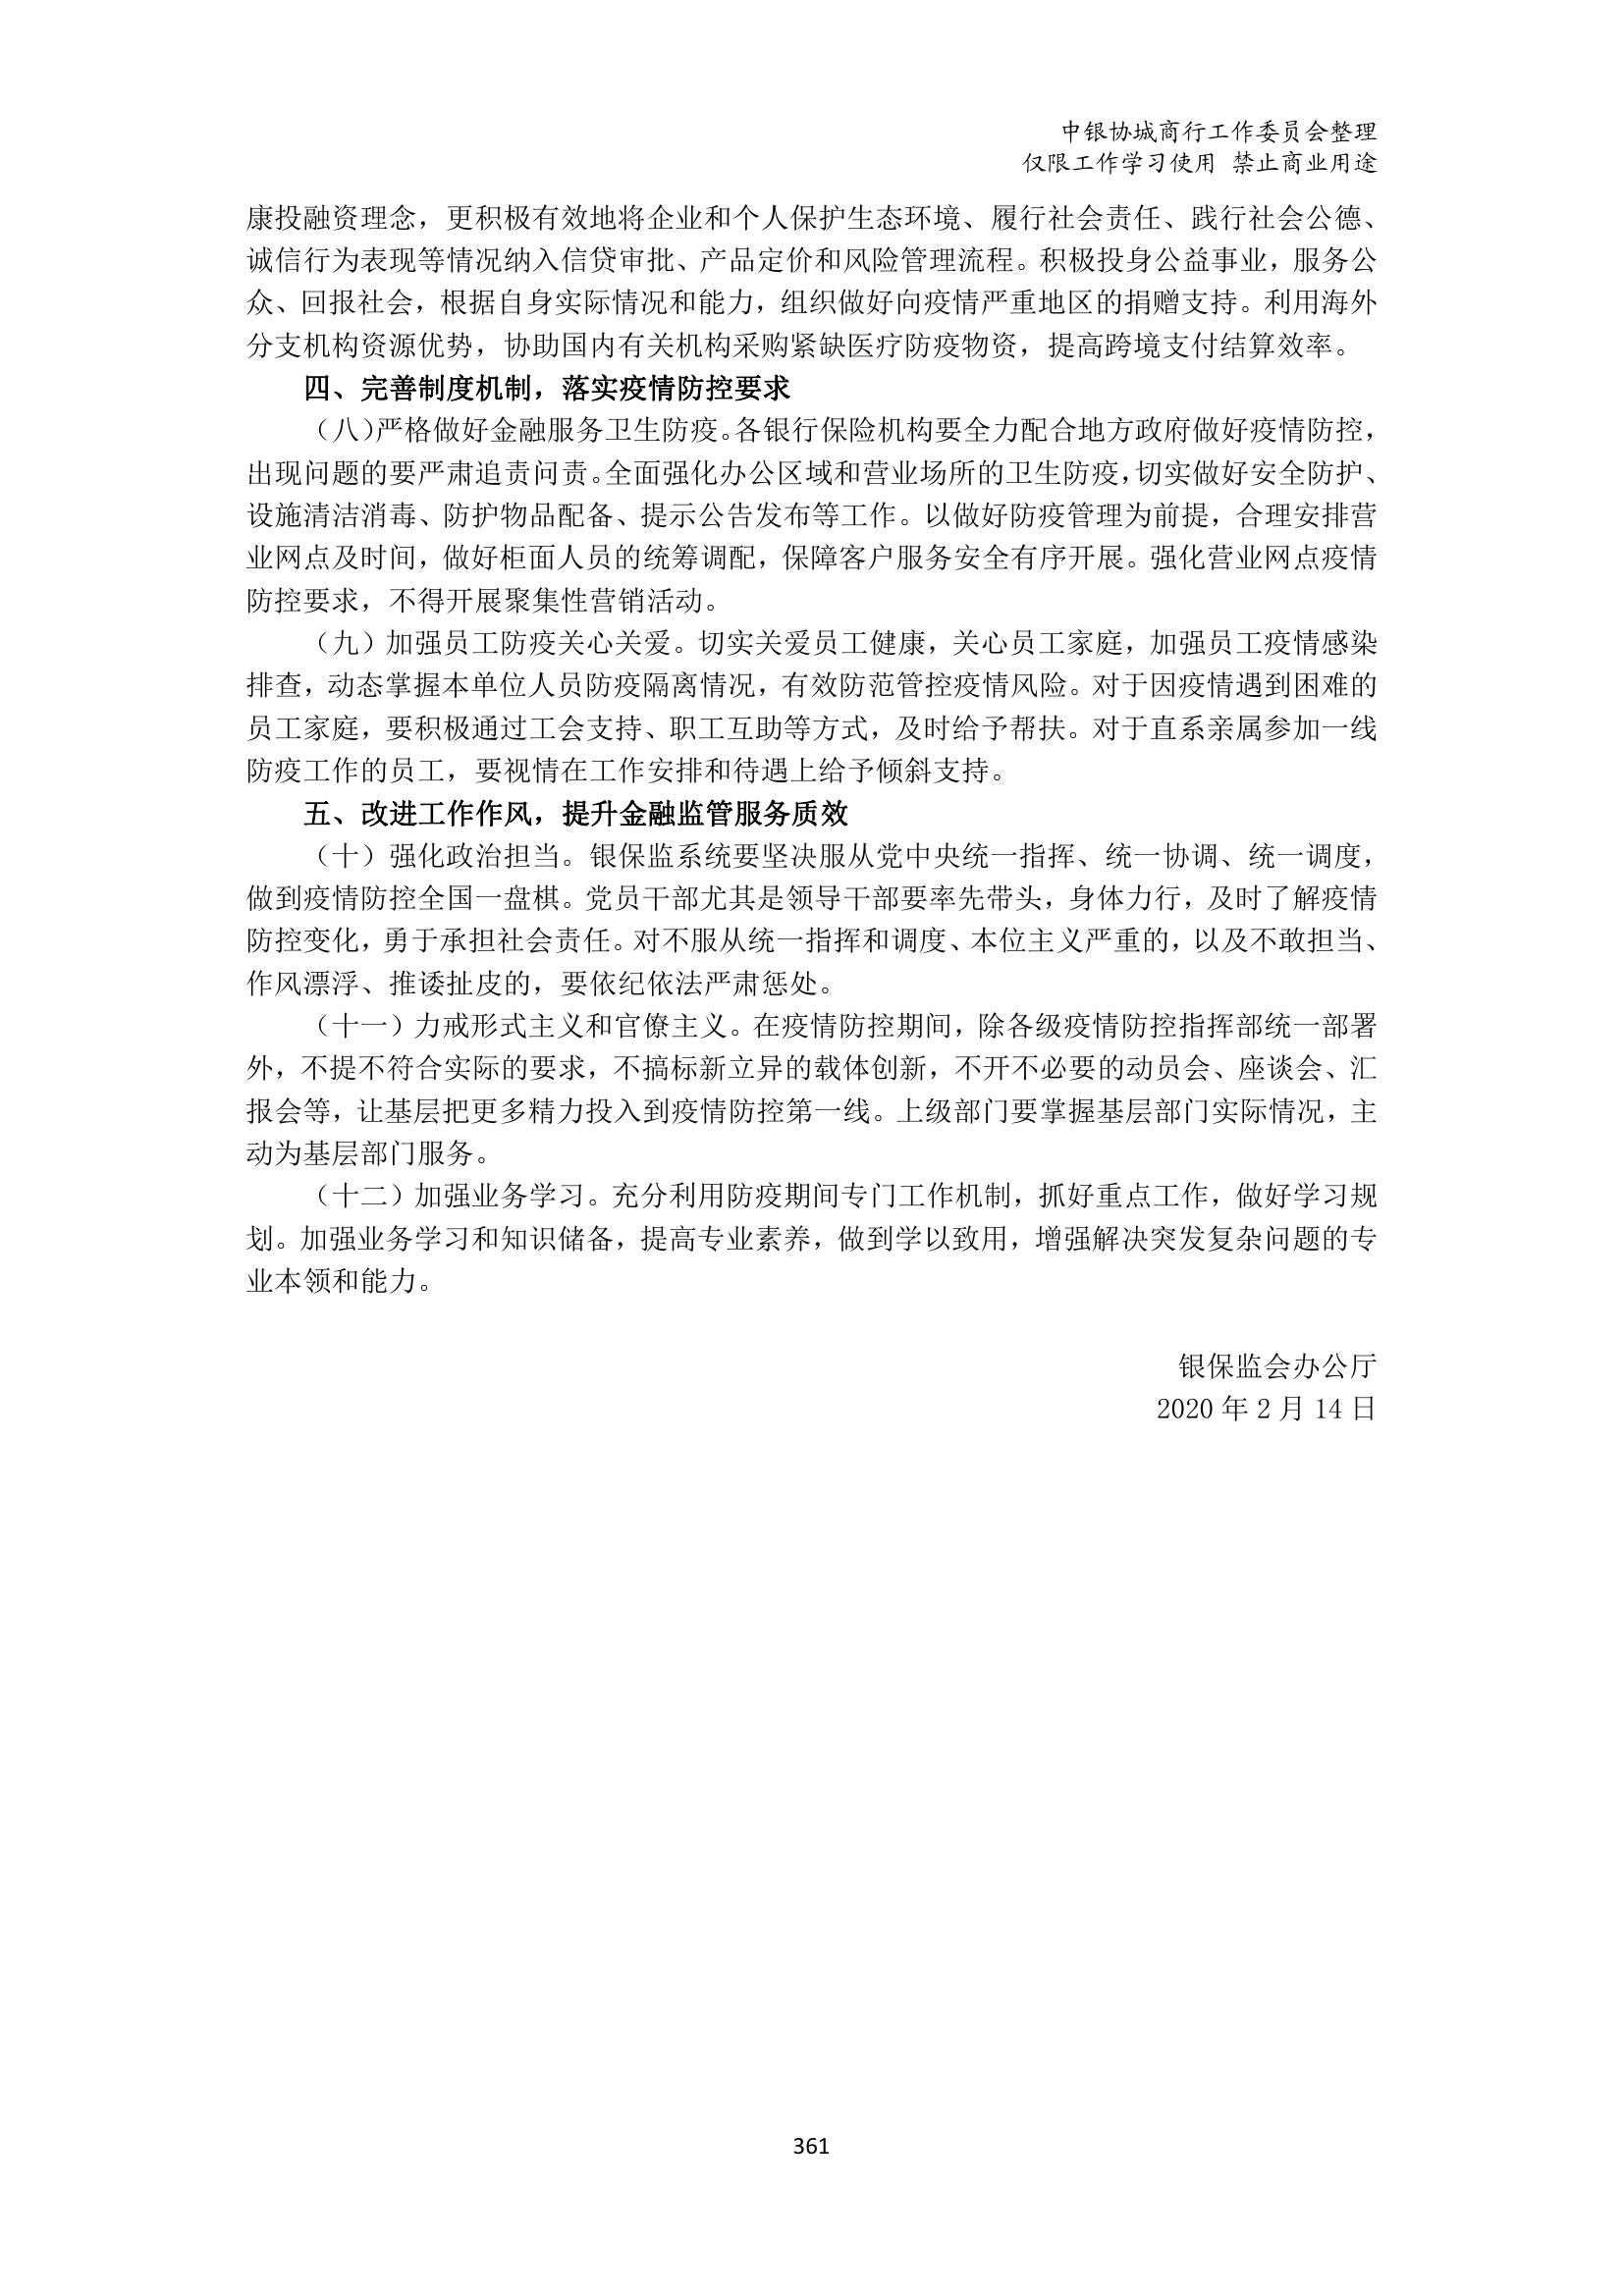 中银协城商行工作委员会整理
仅限工作学习使用 禁止商业用途
康投融资理念，更积极有效地将企业和个人保护生态环境、履行社会责任、践行社会公德、
诚信行为表现等情况纳入信贷审批、产品定价和风险管理流程。积极投身公益事业，服务公
众、回报社会，根据自身实际情况和能力，组织做好向疫情严重地区的捐赠支持。利用海外
分支机构资源优势，协助国内有关机构采购紧缺医疗防疫物资，提高跨境支付结算效率。
四、完善制度机制，落实疫情防控要求
（八）严格做好金融服务卫生防疫。各银行保险机构要全力配合地方政府做好疫情防控，
出现问题的要严肃追责问责。全面强化办公区域和营业场所的卫生防疫，切实做好安全防护、
设施清洁消毒、防护物品配备、提示公告发布等工作。以做好防疫管理为前提，合理安排营
业网点及时间，做好柜面人员的统筹调配，保障客户服务安全有序开展。强化营业网点疫情
防控要求，不得开展聚集性营销活动。
（九）加强员工防疫关心关爱。切实关爱员工健康，关心员工家庭，加强员工疫情感染
排查，动态掌握本单位人员防疫隔离情况，有效防范管控疫情风险。对于因疫情遇到困难的
员工家庭，要积极通过工会支持、职工互助等方式，及时给予帮扶。对于直系亲属参加一线
防疫工作的员工，要视情在工作安排和待遇上给予倾斜支持。
五、改进工作作风，提升金融监管服务质效
（十）强化政治担当。银保监系统要坚决服从党中央统一指挥、统一协调、统一调度，
做到疫情防控全国一盘棋。党员干部尤其是领导干部要率先带头，身体力行，及时了解疫情
防控变化，勇于承担社会责任。对不服从统一指挥和调度、本位主义严重的，以及不敢担当、
作风漂浮、推诿扯皮的，要依纪依法严肃惩处。
（十一）力戒形式主义和官僚主义。在疫情防控期间，除各级疫情防控指挥部统一部署
外，不提不符合实际的要求，不搞标新立异的载体创新，不开不必要的动员会、座谈会、汇
报会等，让基层把更多精力投入到疫情防控第一线。上级部门要掌握基层部门实际情况，主
动为基层部门服务。
（十二）加强业务学习。充分利用防疫期间专门工作机制，抓好重点工作，做好学习规
划。加强业务学习和知识储备，提高专业素养，做到学以致用，增强解决突发复杂问题的专
业本领和能力。
银保监会办公厅
2020 年 2 月 14 日
361